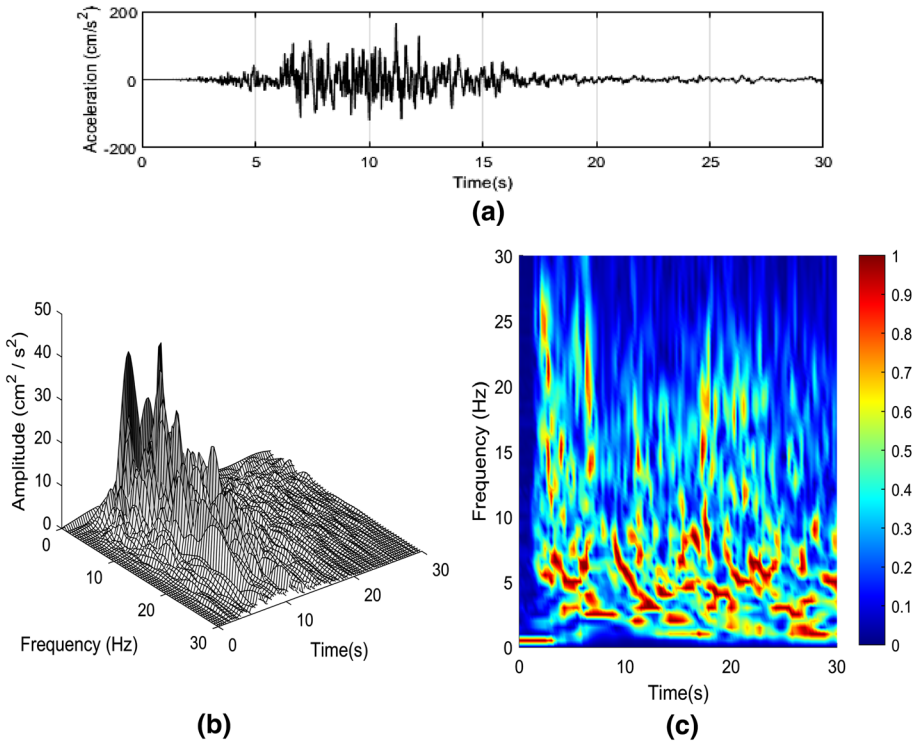 Acceleration (cm/s²)
200
0
-200
0 5 10 15 20 25 30
Time(s)
(a)
Amplitude (cm² / s²)
50
40
30
20
10
0
0 10 20 30
Frequency (Hz)
0 10 20 30
Time(s)
(b)
Frequency (Hz)
30
25
20
15
10
5
0
0 10 20 30
Time(s)
1
0.9
0.8
0.7
0.6
0.5
0.4
0.3
0.2
0.1
0
(c)